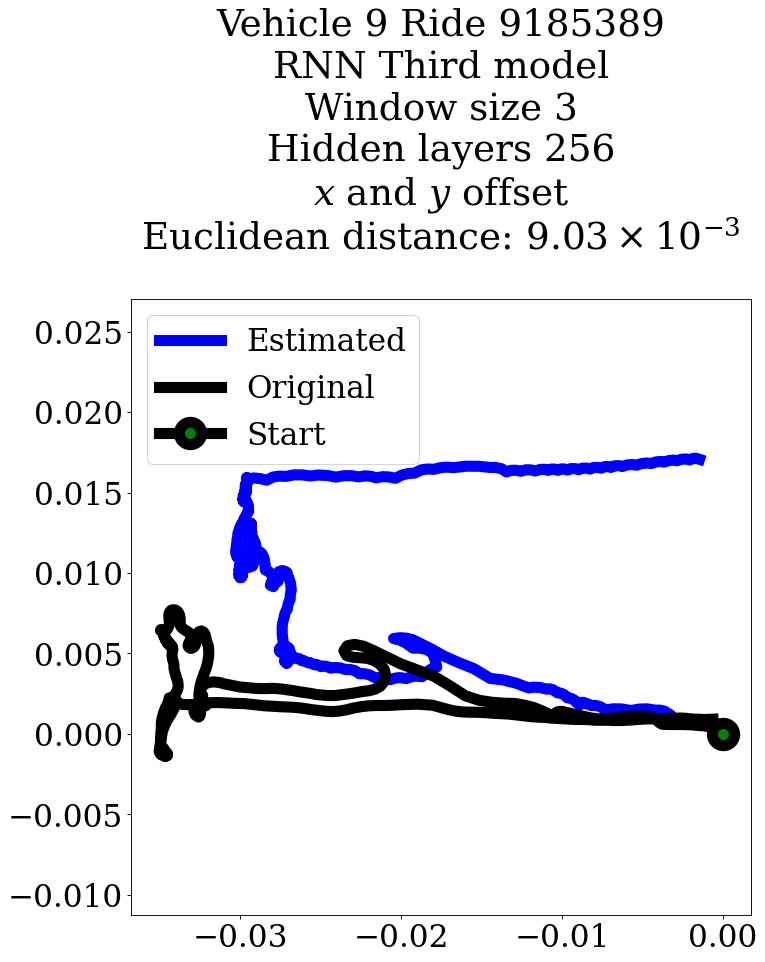 Vehicle 9 Ride 9185389
RNN Third model
Window size 3
Hidden layers 256
x and y offset
Euclidean distance: 9.03 × 10⁻³
Estimated
Original
Start
0.025
0.020
0.015
0.010
0.005
0.000
−0.005
−0.010
−0.03 −0.02 −0.01 0.00